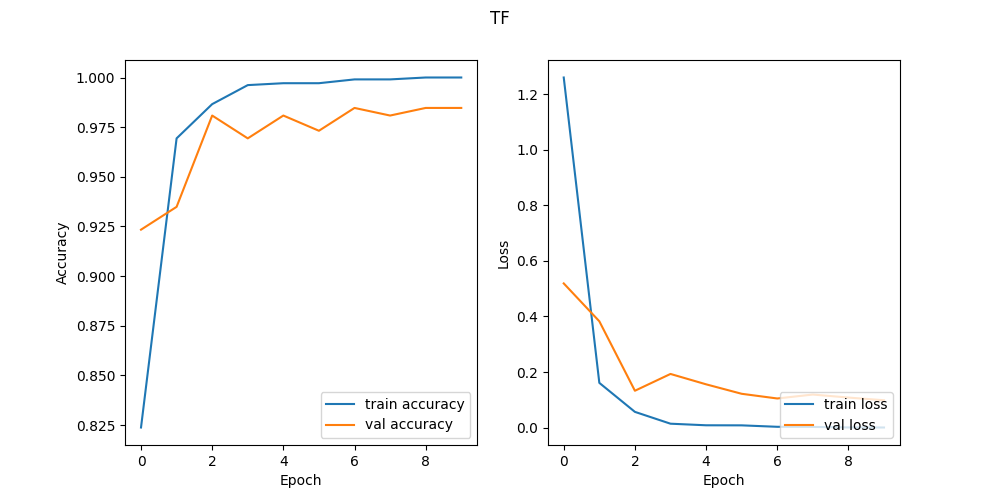 TF
1.000
0.975
0.950
0.925
0.900
0.875
0.850
0.825
Accuracy
0 2 4 6 8
Epoch
train accuracy
val accuracy
1.2
1.0
0.8
0.6
0.4
0.2
0.0
Loss
0 2 4 6 8
Epoch
train loss
val loss